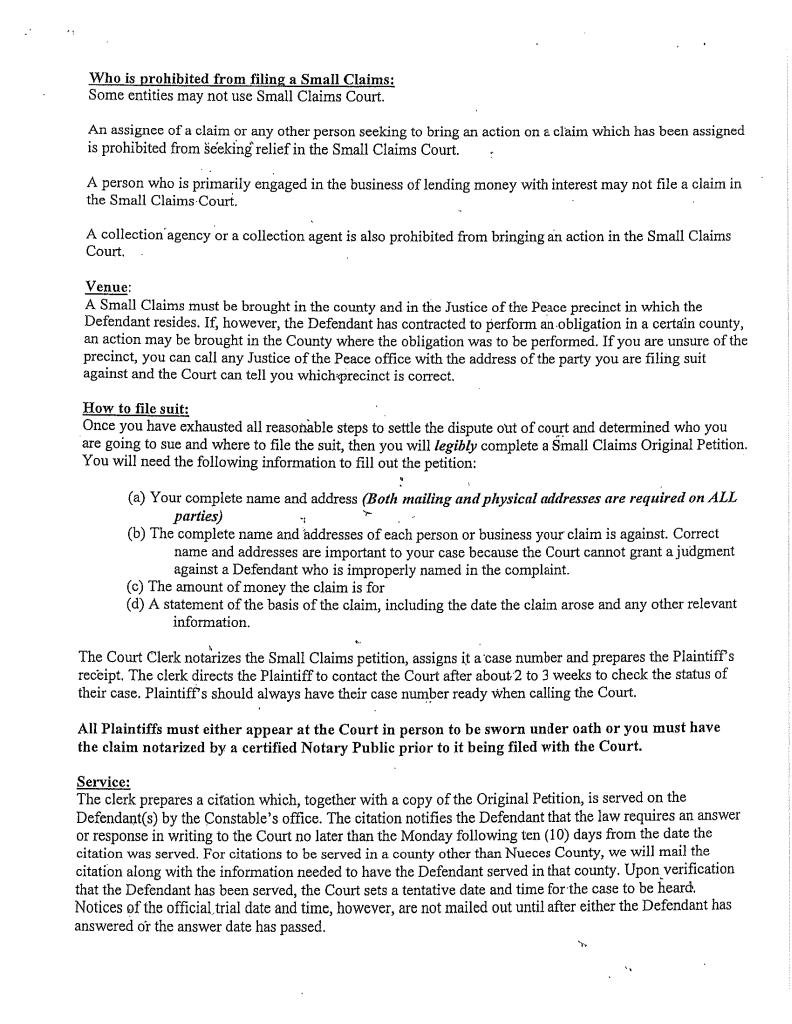 Who is prohibited from filing a Small Claims:
Some entities may not use Small Claims Court.
An assignee of a claim or any other person seeking to bring an action on a claim which has been assigned
is prohibited from seeking relief in the Small Claims Court.
A person who is primarily engaged in the business of lending money with interest may not file a claim in
the Small Claims Court.
A collection agency or a collection agent is also prohibited from bringing an action in the Small Claims
Court.
Venue:
A Small Claims must be brought in the county and in the Justice of the Peace precinct in which the
Defendant resides. If, however, the Defendant has contracted to perform an obligation in a certain county,
an action may be brought in the County where the obligation was to be performed. If you are unsure of the
precinct, you can call any Justice of the Peace office with the address of the party you are filing suit
against and the Court can tell you which precinct is correct.
How to file suit:
Once you have exhausted all reasonable steps to settle the dispute out of court and determined who you
are going to sue and where to file the suit, then you will legibly complete a Small Claims Original Petition.
You will need the following information to fill out the petition:
(a) Your complete name and address (Both mailing and physical addresses are required on ALL
parties)
(b) The complete name and addresses of each person or business your claim is against. Correct
name and addresses are important to your case because the Court cannot grant a judgment
against a Defendant who is improperly named in the complaint.
(c) The amount of money the claim is for
(d) A statement of the basis of the claim, including the date the claim arose and any other relevant
information.
The Court Clerk notarizes the Small Claims petition, assigns it a case number and prepares the Plaintiff's
receipt. The clerk directs the Plaintiff to contact the Court after about 2 to 3 weeks to check the status of
their case. Plaintiff's should always have their case number ready when calling the Court.
All Plaintiffs must either appear at the Court in person to be sworn under oath or you must have
the claim notarized by a certified Notary Public prior to it being filed with the Court.
Service:
The clerk prepares a citation which, together with a copy of the Original Petition, is served on the
Defendant(s) by the Constable's office. The citation notifies the Defendant that the law requires an answer
or response in writing to the Court no later than the Monday following ten (10) days from the date the
citation was served. For citations to be served in a county other than Nueces County, we will mail the
citation along with the information needed to have the Defendant served in that county. Upon verification
that the Defendant has been served, the Court sets a tentative date and time for the case to be heard.
Notices of the official trial date and time, however, are not mailed out until after either the Defendant has
answered or the answer date has passed.